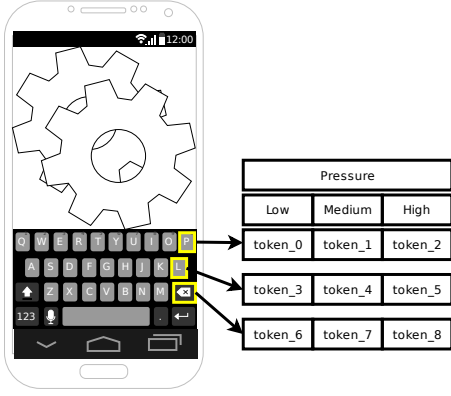 12:00
Pressure
Low Medium High
Q W E R T Y U I O P
token_0 token_1 token_2
A S D F G H J K L
token_3 token_4 token_5
Z X C V B N M
123 .
token_6 token_7 token_8